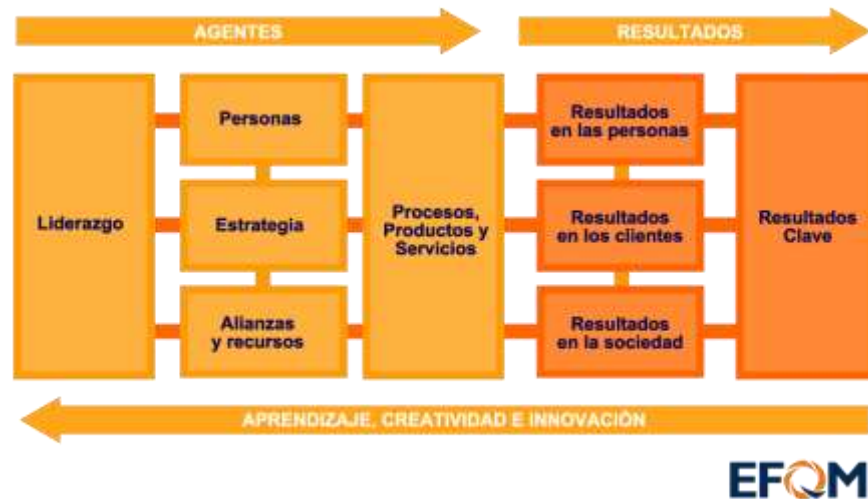 AGENTES
RESULTADOS
Liderazgo
Personas
Estrategia
Alianzas
y recursos
Procesos,
Productos y
Servicios
Resultados
en las personas
Resultados
en los clientes
Resultados
en la sociedad
Resultados
Clave
APRENDIZAJE, CREATIVIDAD E INNOVACIÓN
EFQM